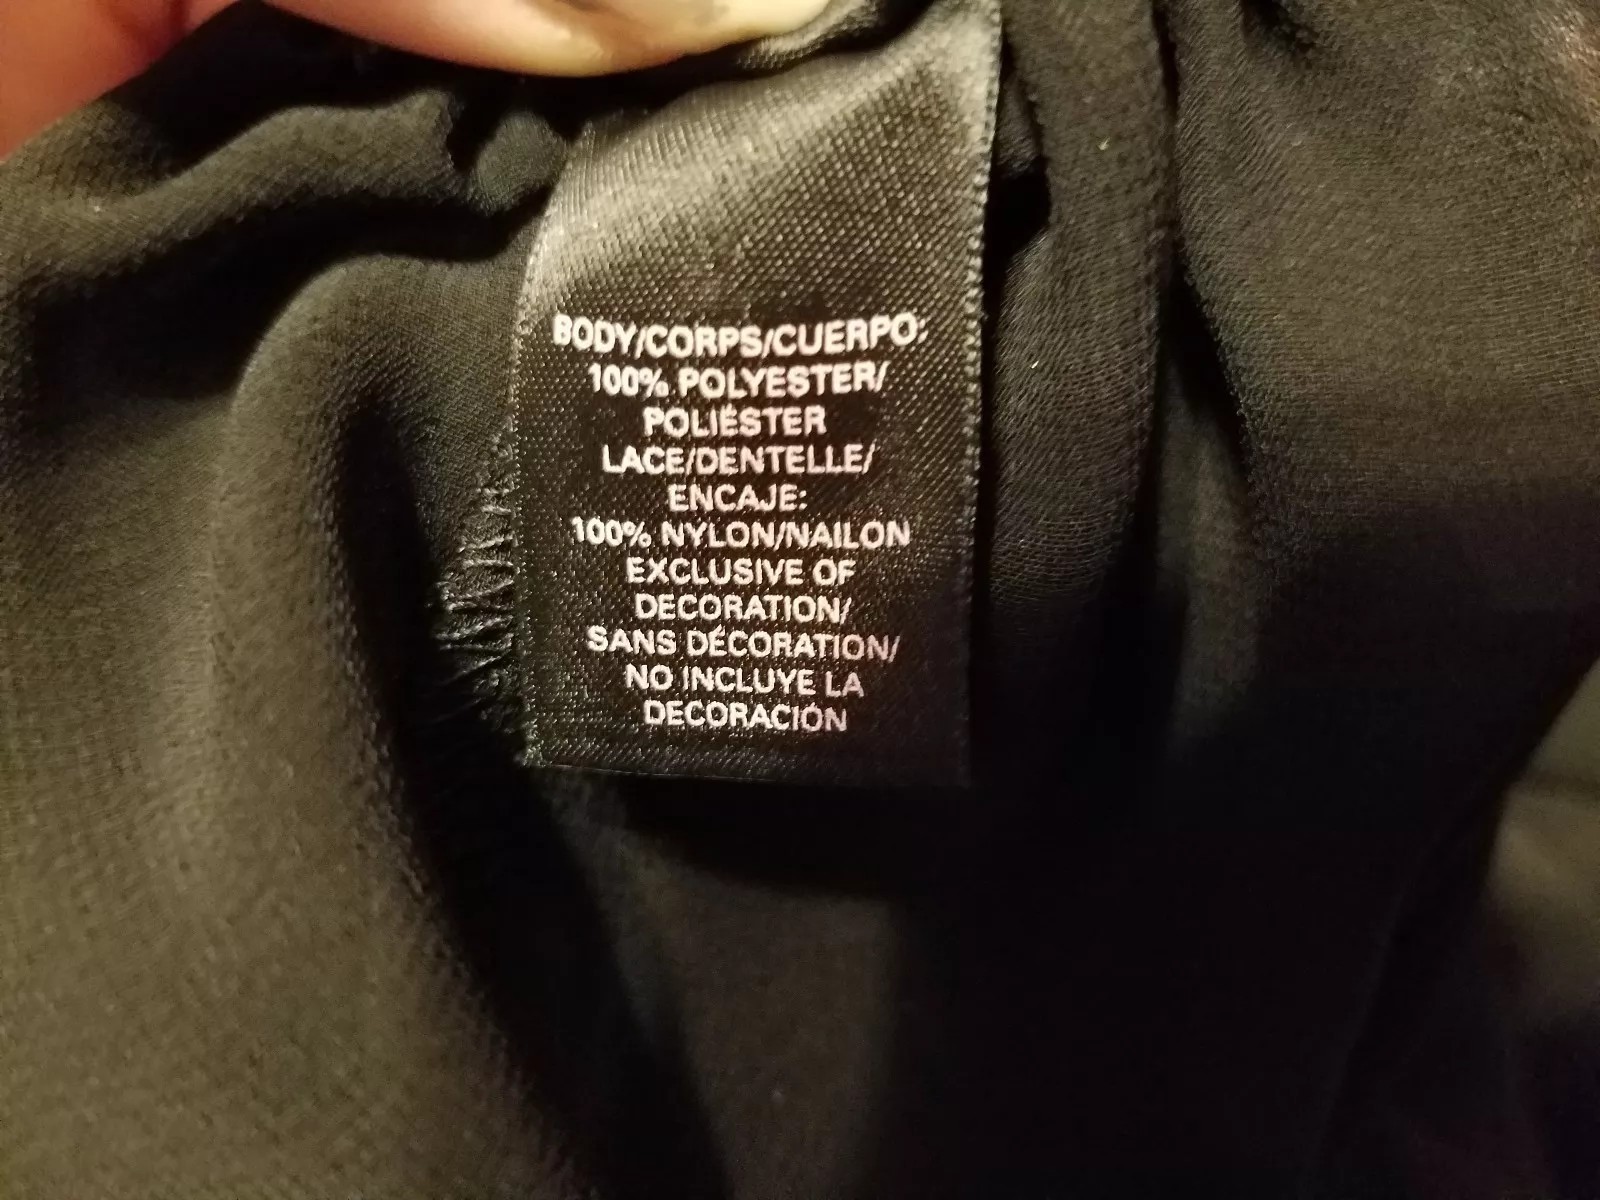 BODY/CORPS/CUERPO:
100% POLYESTER/
POLIÉSTER
LACE/DENTELLE/
ENCAJE:
100% NYLON/NAILON
EXCLUSIVE OF
DECORATION/
SANS DÉCORATION/
NO INCLUYE LA
DECORACIÓN